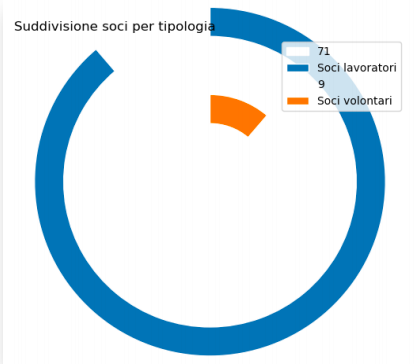 Suddivisione soci per tipologia
71
Soci lavoratori
9
Soci volontari